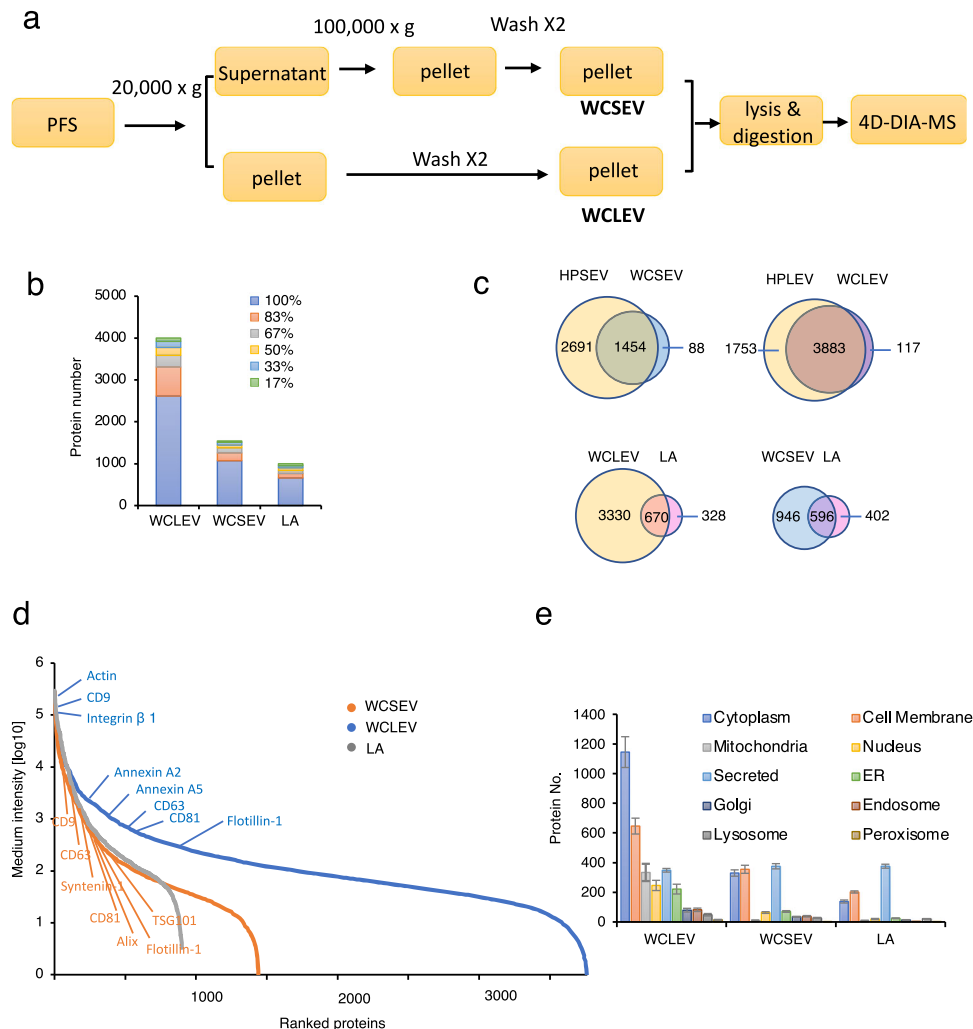 a
100,000 x g
Wash X2
20,000 x g
Supernatant
pellet
pellet
WCSEV
PFS
lysis &
digestion
4D-DIA-MS
pellet
Wash X2
pellet
WCLEV
b
5000
4000
3000
2000
1000
0
Protein number
100%
83%
67%
50%
33%
17%
WCLEV
WCSEV
LA
c
HPSEV
WCSEV
2691
1454
88
HPLEV
WCLEV
1753
3883
117
WCLEV
LA
3330
670
328
WCSEV
LA
946
596
402
d
6
5
4
3
2
1
0
Medium intensity [log10]
Actin
CD9
Integrin β 1
Annexin A2
Annexin A5
CD63
CD81
Flotillin-1
WCSEV
WCLEV
LA
CD9
CD63
Syntenin-1
CD81
Alix
TSG101
Flotillin-1
1000
2000
3000
Ranked proteins
e
1400
1200
1000
800
600
400
200
0
Protein No.
Cytoplasm
Cell Membrane
Mitochondria
Nucleus
Secreted
ER
Golgi
Endosome
Lysosome
Peroxisome
WCLEV
WCSEV
LA